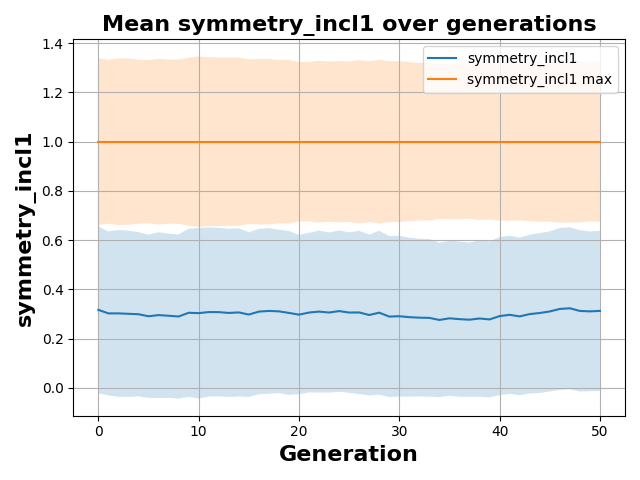 Mean symmetry_incl1 over generations
symmetry_incl1
symmetry_incl1 max
1.4
1.2
1.0
0.8
0.6
0.4
0.2
0.0
symmetry_incl1
0 10 20 30 40 50
Generation